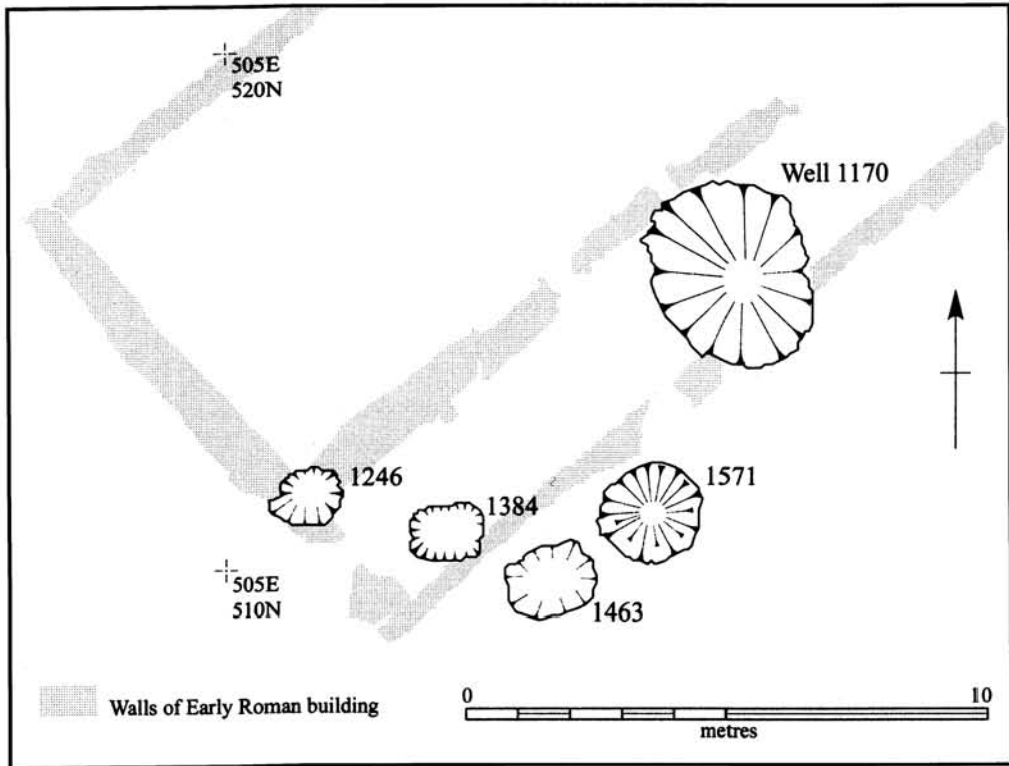 505E
520N
Well 1170
1246
1384
1571
505E
510N
1463
Walls of Early Roman building
0
10
metres